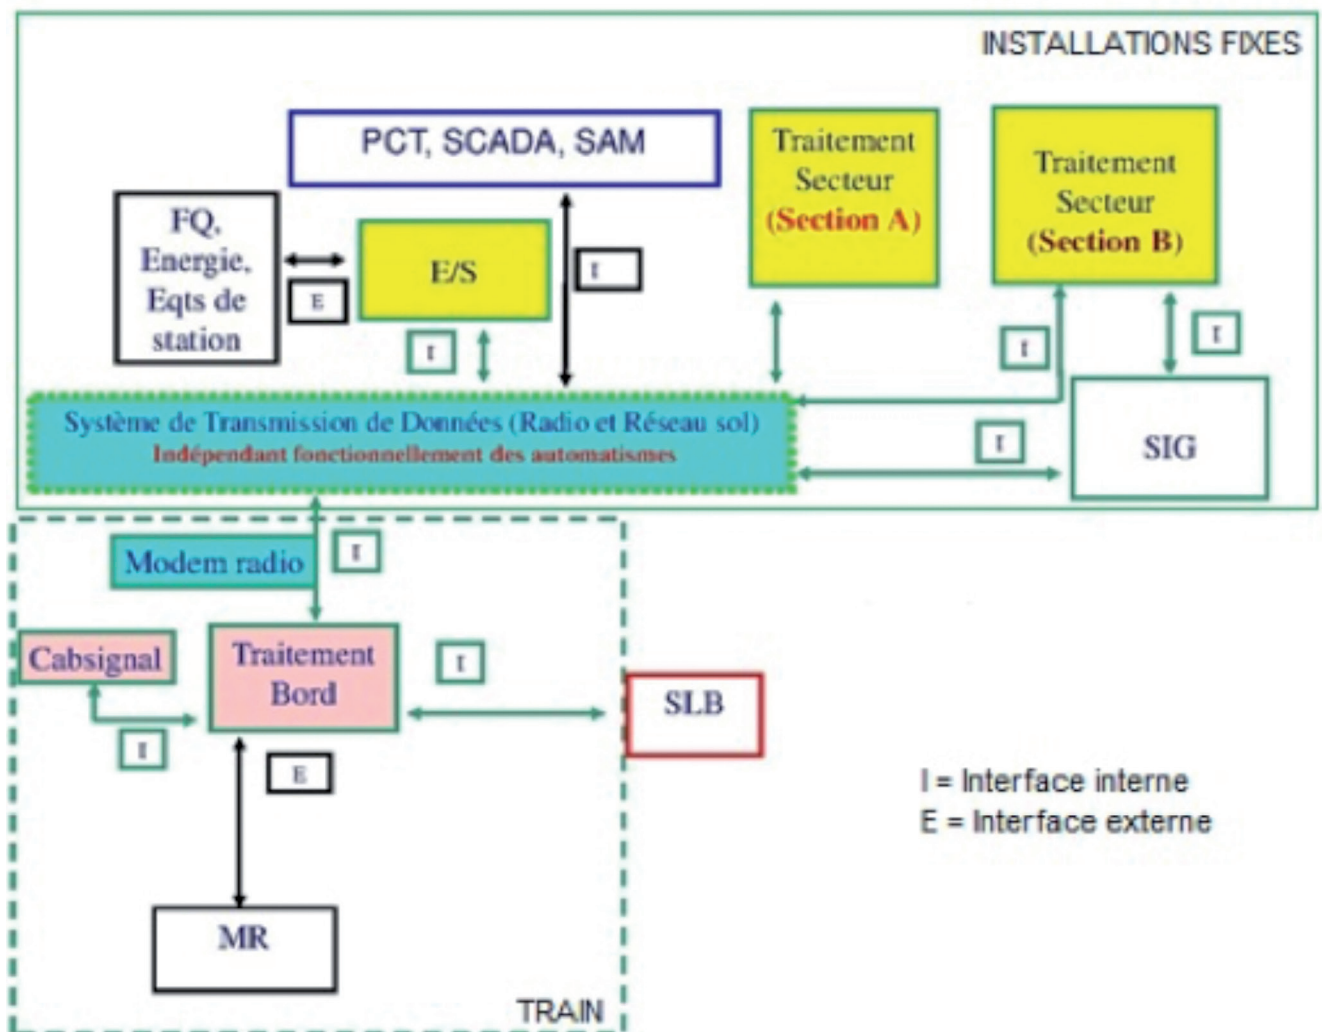 INSTALLATIONS FIXES
PCT, SCADA, SAM
Traitement
Secteur
(Section A)
Traitement
Secteur
(Section B)
FQ,
Energie,
Eqts de
station
E
E/S
I
I
I
I
Système de Transmission de Données (Radio et Réseau sol)
Indépendant fonctionnellement des automatismes
I
SIG
Modem radio
I
Cabsignal
Traitement
Bord
I
I
SLB
E
MR
I = Interface interne
E = Interface externe
TRAIN